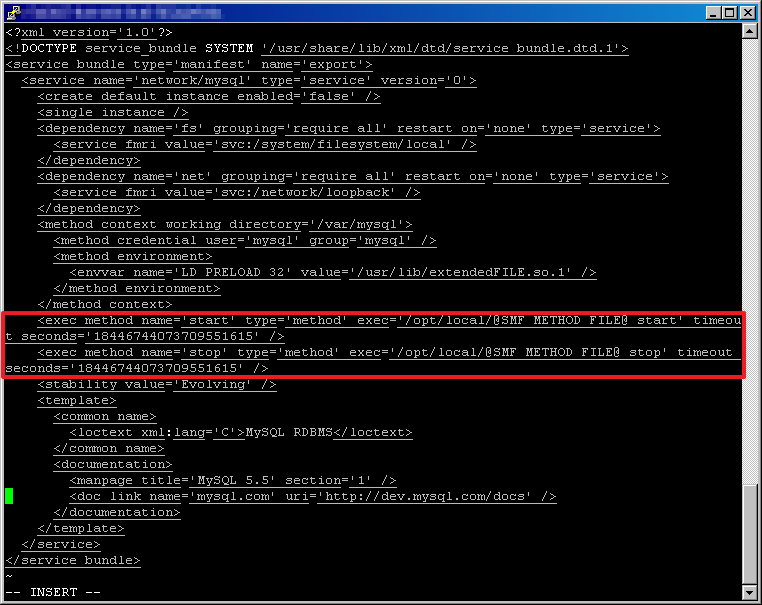 <?xml version='1.0'?>
<!DOCTYPE service_bundle SYSTEM '/usr/share/lib/xml/dtd/service_bundle.dtd.1'>
<service_bundle type='manifest' name='export'>
<service name='network/mysql' type='service' version='0'>
<create_default_instance enabled='false' />
<single_instance />
<dependency name='fs' grouping='require_all' restart_on='none' type='service'>
<service_fmri value='svc:/system/filesystem/local' />
</dependency>
<dependency name='net' grouping='require_all' restart_on='none' type='service'>
<service_fmri value='svc:/network/loopback' />
</dependency>
<method_context working_directory='/var/mysql'>
<method_credential user='mysql' group='mysql' />
<method_environment>
<envvar name='LD_PRELOAD_32' value='/usr/lib/extendedFILE.so.1' />
</method_environment>
</method_context>
<exec_method name='start' type='method' exec='/opt/local/@SMF_METHOD_FILE@ start' timeou
t_seconds='18446744073709551615' />
<exec_method name='stop' type='method' exec='/opt/local/@SMF_METHOD_FILE@ stop' timeout_
seconds='18446744073709551615' />
<stability value='Evolving' />
<template>
<common_name>
<loctext xml:lang='C'>MySQL RDBMS</loctext>
</common_name>
<documentation>
<manpage title='MySQL 5.5' section='1' />
<doc_link name='mysql.com' uri='http://dev.mysql.com/docs' />
</documentation>
</template>
</service>
</service_bundle>
~
-- INSERT --